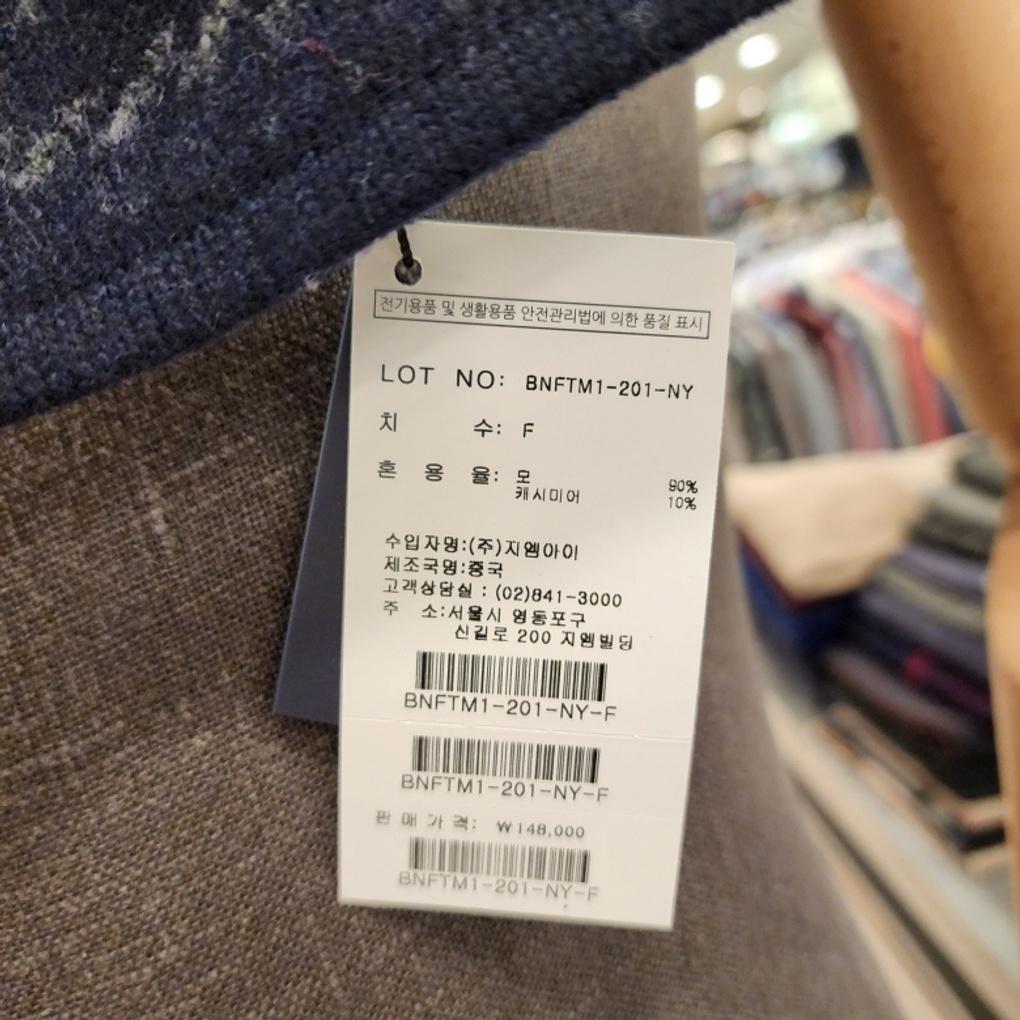 전기용품 및 생활용품 안전관리법에 의한 품질 표시
LOT NO: BNFTM1-201-NY
치 수: F
혼 용 율: 모 90%
캐시미어 10%
수입자명:(주)지엠아이
제조국명:중국
고객상담실 : (02)841-3000
주 소:서울시 영등포구
신길로 200 지엠빌딩
BNFTM1-201-NY-F
BNFTM1-201-NY-F
판 매 가 격: ₩148,000
BNFTM1-201-NY-F